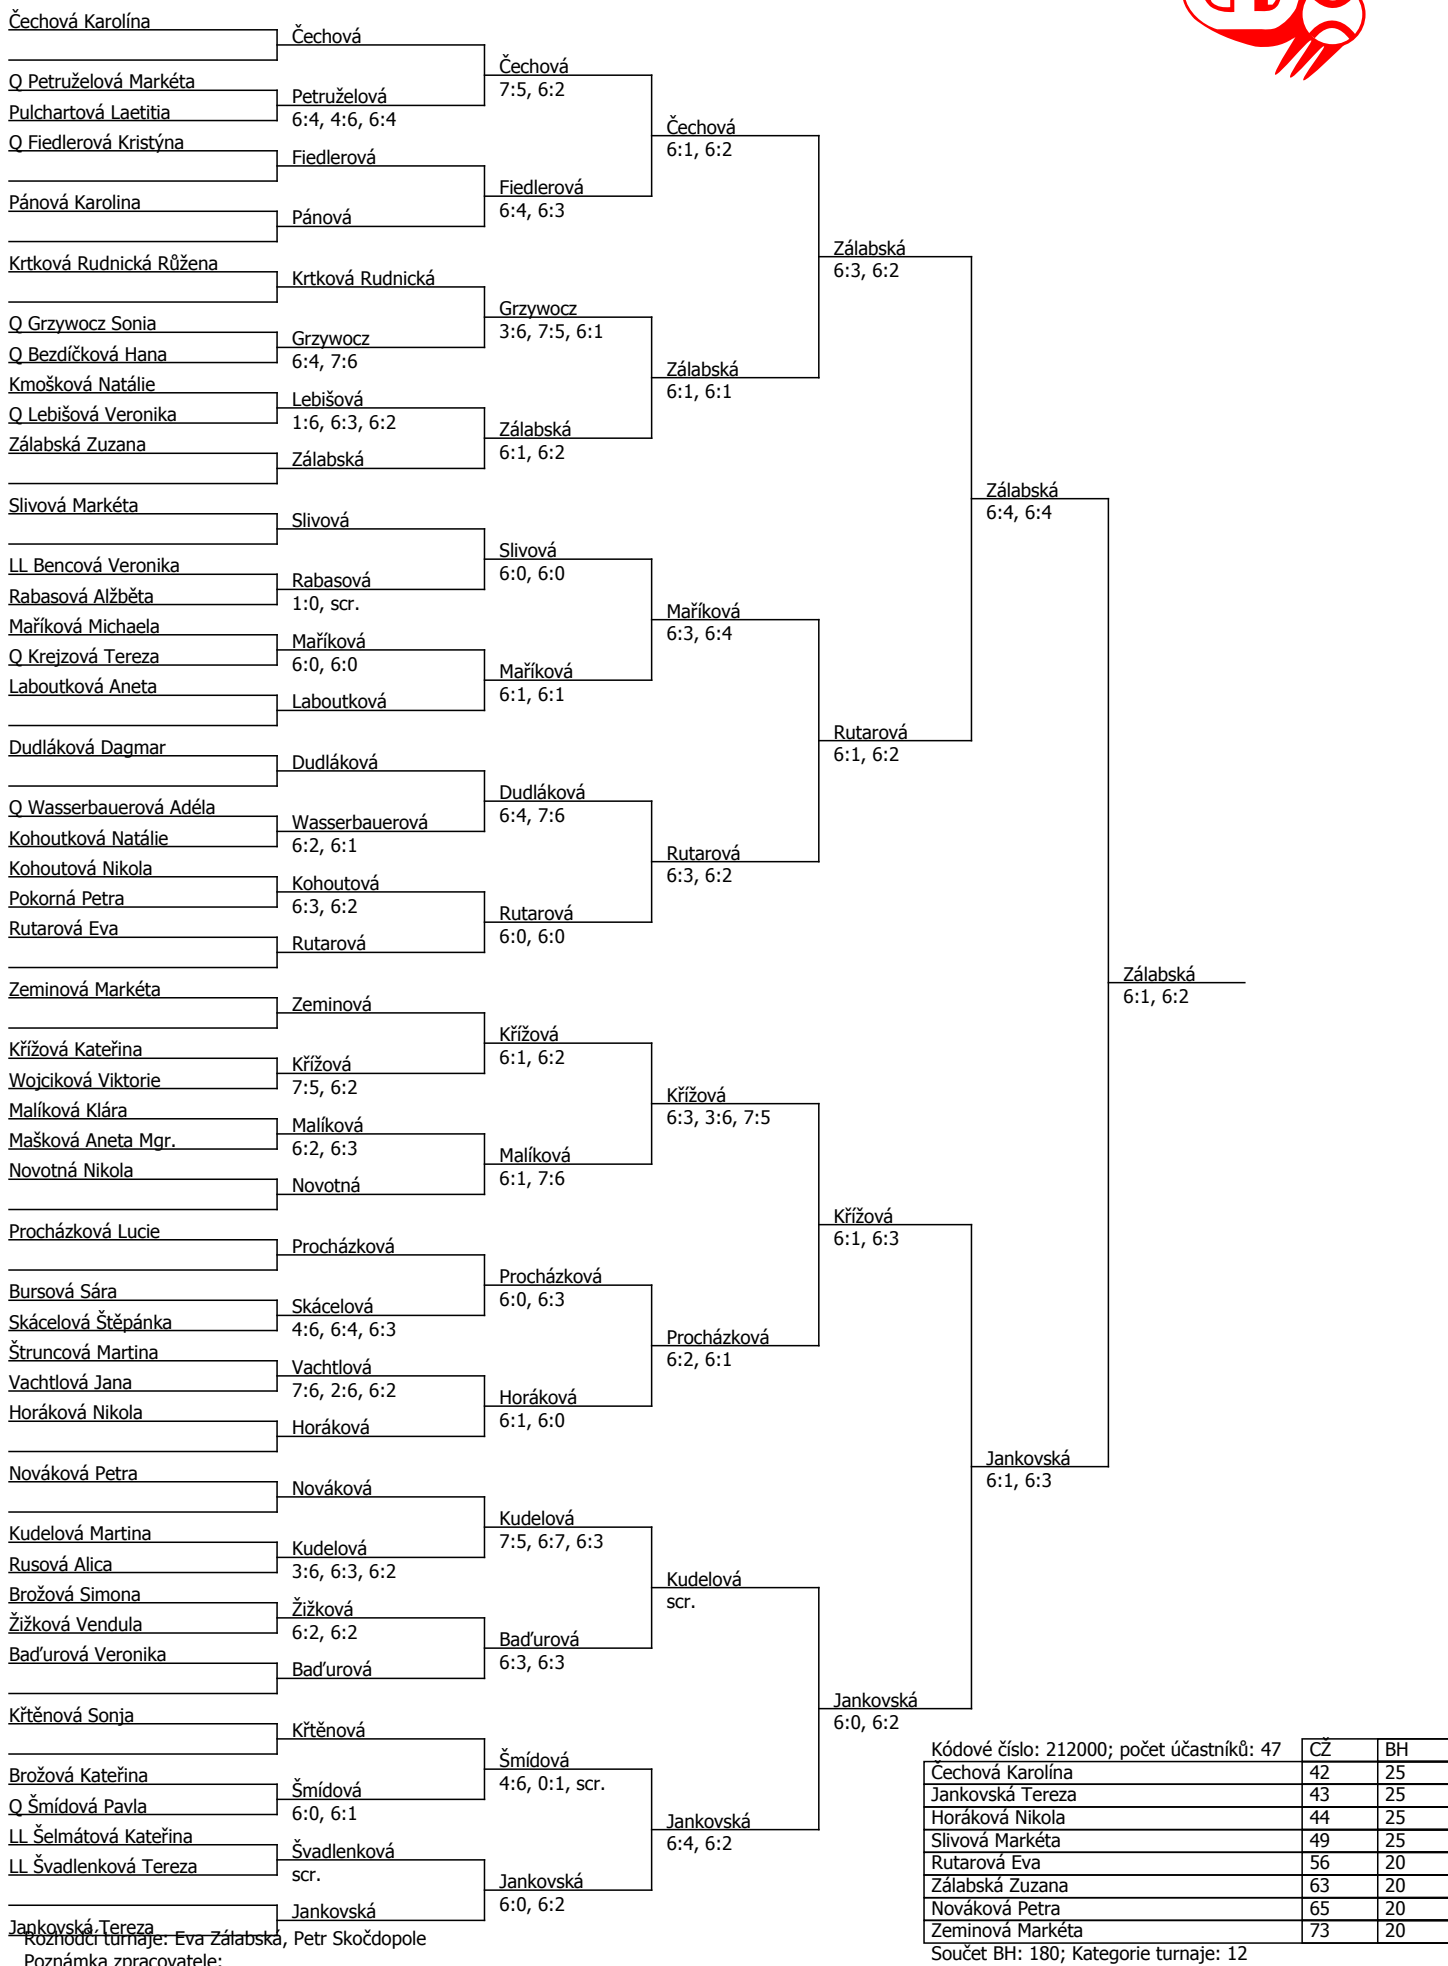 Čechová Karolína
Q Petruželová Markéta
Pulchartová Laetitia
Q Fiedlerová Kristýna
Pánová Karolina
Krtková Rudnická Růžena
Q Grzywocz Sonia
Q Bezdíčková Hana
Kmošková Natálie
Q Lebišová Veronika
Zálabská Zuzana
Slivová Markéta
LL Bencová Veronika
Rabasová Alžběta
Maříková Michaela
Q Krejzová Tereza
Laboutková Aneta
Dudláková Dagmar
Q Wasserbauerová Adéla
Kohoutková Natálie
Kohoutová Nikola
Pokorná Petra
Rutarová Eva
Zeminová Markéta
Křížová Kateřina
Wojciková Viktorie
Malíková Klára
Mašková Aneta Mgr.
Novotná Nikola
Procházková Lucie
Bursová Sára
Skácelová Štěpánka
Štruncová Martina
Vachtlová Jana
Horáková Nikola
Nováková Petra
Kudelová Martina
Rusová Alica
Brožová Simona
Žižková Vendula
Baďurová Veronika
Křtěnová Sonja
Brožová Kateřina
Q Šmídová Pavla
LL Šelmátová Kateřina
LL Švadlenková Tereza
Jankovská Tereza
Čechová
Petruželová
6:4, 4:6, 6:4
Fiedlerová
Pánová
Krtková Rudnická
Grzywocz
6:4, 7:6
Lebišová
1:6, 6:3, 6:2
Zálabská
Slivová
Rabasová
1:0, scr.
Maříková
6:0, 6:0
Laboutková
Dudláková
Wasserbauerová
6:2, 6:1
Kohoutová
6:3, 6:2
Rutarová
Zeminová
Křížová
7:5, 6:2
Malíková
6:2, 6:3
Novotná
Procházková
Skácelová
4:6, 6:4, 6:3
Vachtlová
7:6, 2:6, 6:2
Horáková
Nováková
Kudelová
3:6, 6:3, 6:2
Žižková
6:2, 6:2
Baďurová
Křtěnová
Šmídová
6:0, 6:1
Švadlenková
scr.
Jankovská
Čechová
7:5, 6:2
Fiedlerová
6:4, 6:3
Grzywocz
3:6, 7:5, 6:1
Zálabská
6:1, 6:2
Slivová
6:0, 6:0
Maříková
6:1, 6:1
Dudláková
6:4, 7:6
Rutarová
6:0, 6:0
Křížová
6:1, 6:2
Malíková
6:1, 7:6
Procházková
6:0, 6:3
Horáková
6:1, 6:0
Kudelová
7:5, 6:7, 6:3
Baďurová
6:3, 6:3
Šmídová
4:6, 0:1, scr.
Jankovská
6:0, 6:2
Čechová
6:1, 6:2
Zálabská
6:1, 6:1
Maříková
6:3, 6:4
Rutarová
6:3, 6:2
Křížová
6:3, 3:6, 7:5
Procházková
6:2, 6:1
Kudelová
scr.
Jankovská
6:4, 6:2
Zálabská
6:3, 6:2
Rutarová
6:1, 6:2
Křížová
6:1, 6:3
Jankovská
6:0, 6:2
Zálabská
6:4, 6:4
Jankovská
6:1, 6:3
Zálabská
6:1, 6:2
Kódové číslo: 212000; počet účastníků: 47 CŽ BH
Čechová Karolína 42 25
Jankovská Tereza 43 25
Horáková Nikola 44 25
Slivová Markéta 49 25
Rutarová Eva 56 20
Zálabská Zuzana 63 20
Nováková Petra 65 20
Zeminová Markéta 73 20
Součet BH: 180; Kategorie turnaje: 12
Rozhodčí turnaje: Eva Zálabská, Petr Skočdopole
Poznámka zpracovatele: